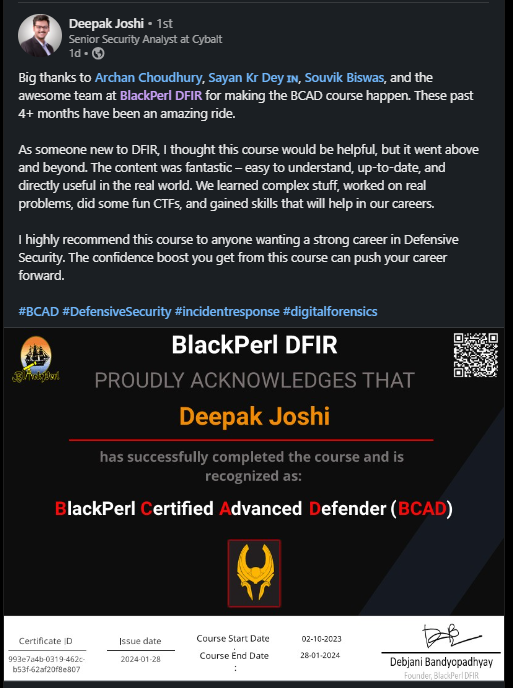 Deepak Joshi • 1st
Senior Security Analyst at Cybalt
1d •
Big thanks to Archan Choudhury, Sayan Kr Dey IN, Souvik Biswas, and the
awesome team at BlackPerl DFIR for making the BCAD course happen. These past
4+ months have been an amazing ride.
As someone new to DFIR, I thought this course would be helpful, but it went above
and beyond. The content was fantastic – easy to understand, up-to-date, and
directly useful in the real world. We learned complex stuff, worked on real
problems, did some fun CTFs, and gained skills that will help in our careers.
I highly recommend this course to anyone wanting a strong career in Defensive
Security. The confidence boost you get from this course can push your career
forward.
#BCAD #DefensiveSecurity #incidentresponse #digitalforensics
BlackPerl
BlackPerl DFIR
PROUDLY ACKNOWLEDGES THAT
Deepak Joshi
has successfully completed the course and is
recognized as:
BlackPerl Certified Advanced Defender (BCAD)
Certificate ID
993e7a4b-0319-462c-
b53f-62af20f8e807
Issue date
2024-01-28
Course Start Date
:
02-10-2023
Course End Date
:
28-01-2024
Debjani Bandyopadhyay
Founder, BlackPerl DFIR